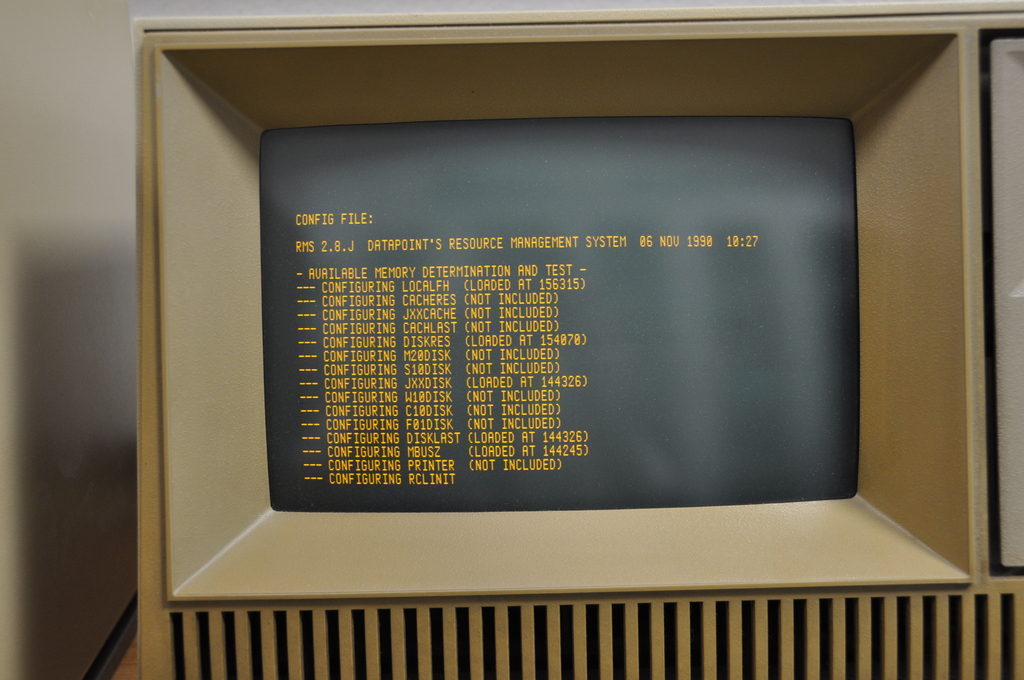 CONFIG FILE:
RMS 2.8.J DATAPOINT'S RESOURCE MANAGEMENT SYSTEM 06 NOV 1990 10:27
- AVAILABLE MEMORY DETERMINATION AND TEST -
--- CONFIGURING LOCALFH (LOADED AT 156315)
--- CONFIGURING CACHERES (NOT INCLUDED)
--- CONFIGURING JXXCACHE (NOT INCLUDED)
--- CONFIGURING CACHLAST (NOT INCLUDED)
--- CONFIGURING DISKRES (LOADED AT 154070)
--- CONFIGURING M20DISK (NOT INCLUDED)
--- CONFIGURING S10DISK (NOT INCLUDED)
--- CONFIGURING JXXDISK (LOADED AT 144326)
--- CONFIGURING W10DISK (NOT INCLUDED)
--- CONFIGURING C10DISK (NOT INCLUDED)
--- CONFIGURING F01DISK (NOT INCLUDED)
--- CONFIGURING DISKLAST (LOADED AT 144326)
--- CONFIGURING MBUSZ (LOADED AT 144245)
--- CONFIGURING PRINTER (NOT INCLUDED)
--- CONFIGURING RCLINIT